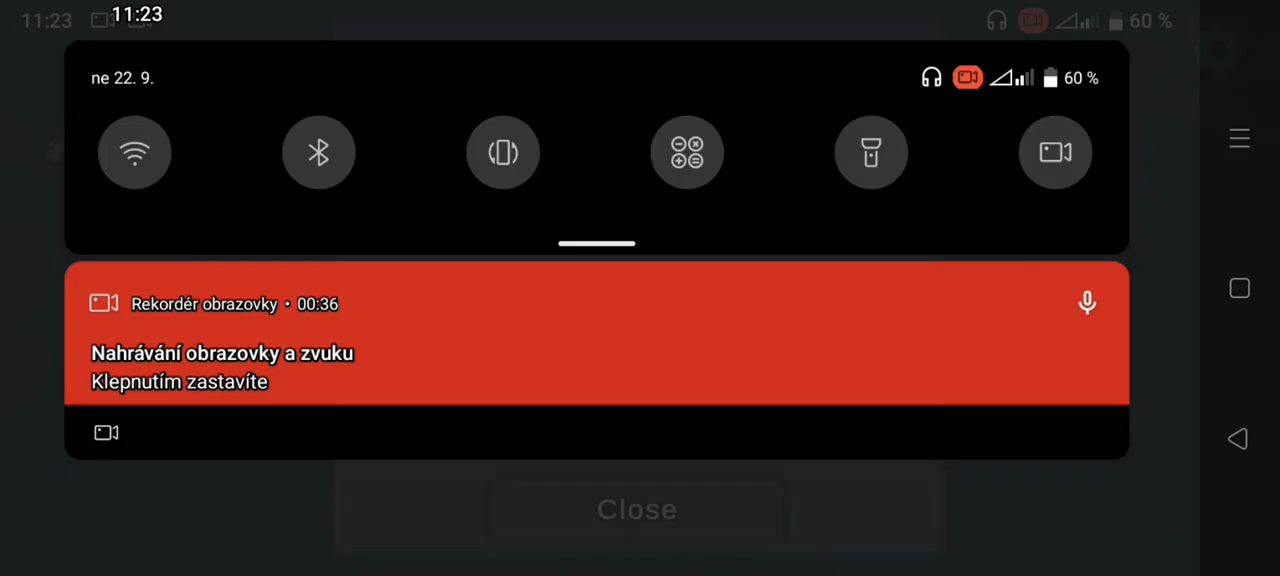 11:23
11:23
60 %
ne 22. 9.
60 %
Rekordér obrazovky • 00:36
Nahrávání obrazovky a zvuku
Klepnutím zastavíte
Close